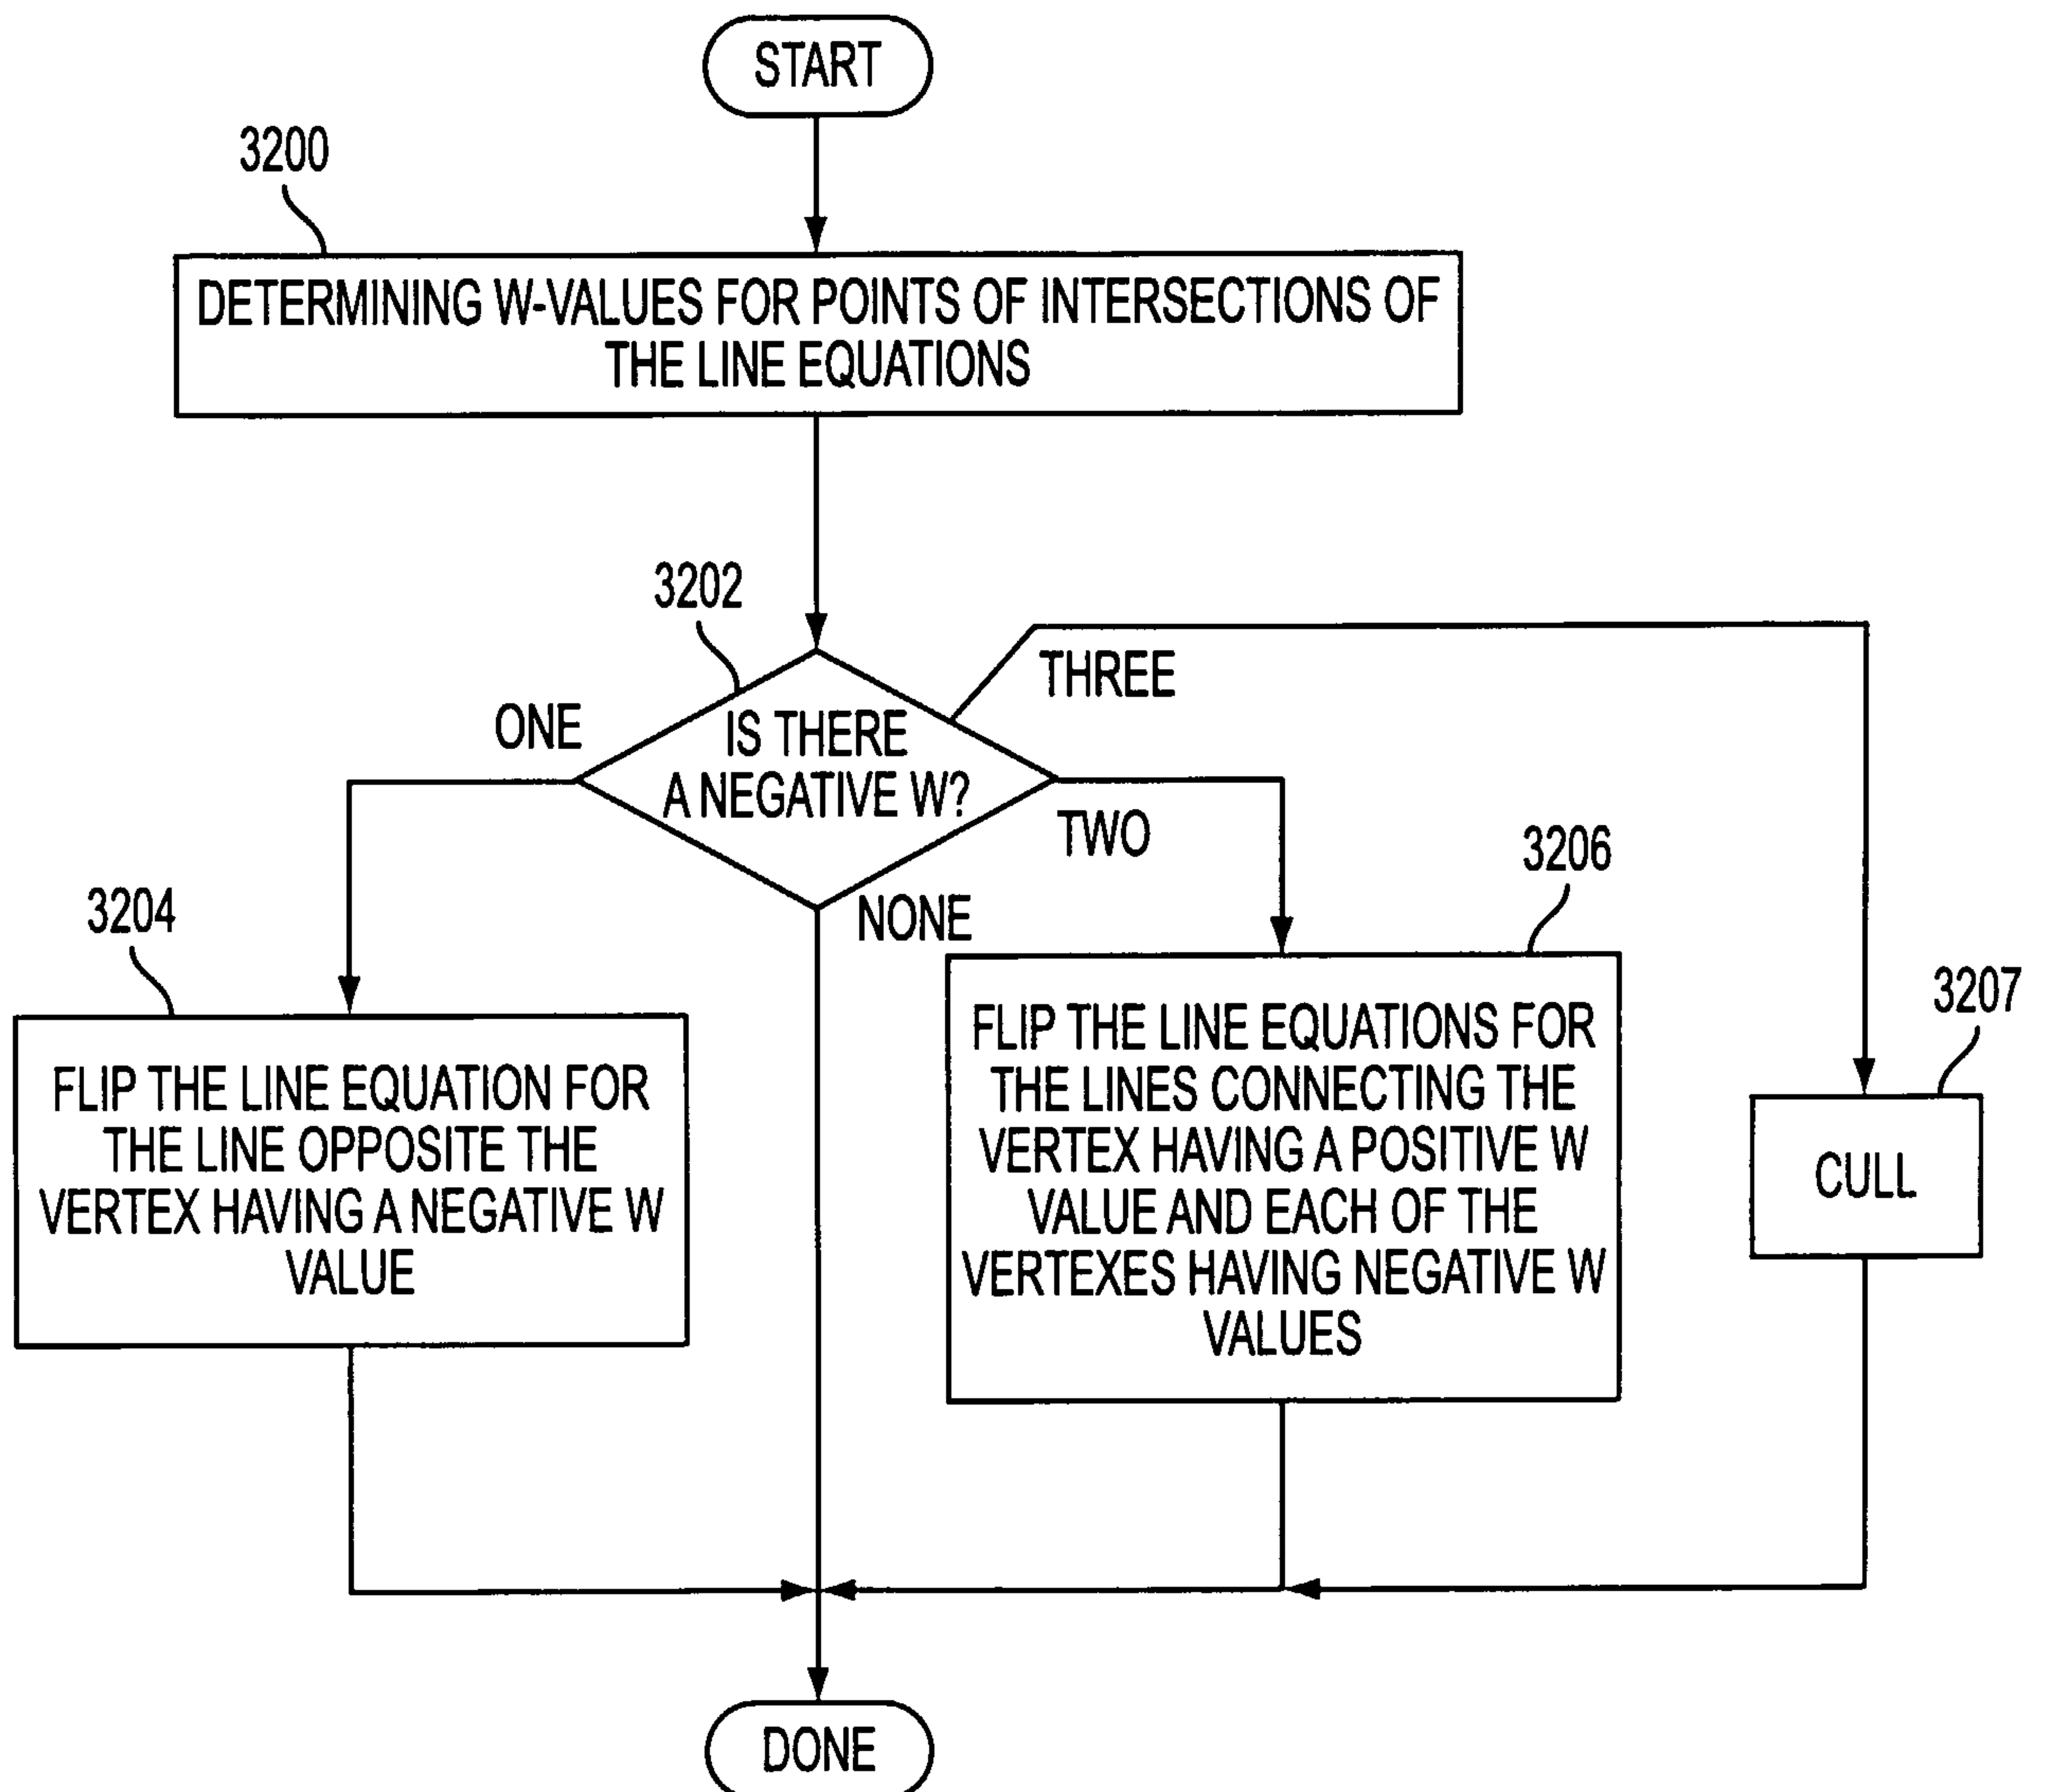 START
3200
DETERMINING W-VALUES FOR POINTS OF INTERSECTIONS OF
THE LINE EQUATIONS
3202
IS THERE
A NEGATIVE W?
ONE
THREE
TWO
NONE
3204
FLIP THE LINE EQUATION FOR
THE LINE OPPOSITE THE
VERTEX HAVING A NEGATIVE W
VALUE
3206
FLIP THE LINE EQUATIONS FOR
THE LINES CONNECTING THE
VERTEX HAVING A POSITIVE W
VALUE AND EACH OF THE
VERTEXES HAVING NEGATIVE W
VALUES
3207
CULL
DONE